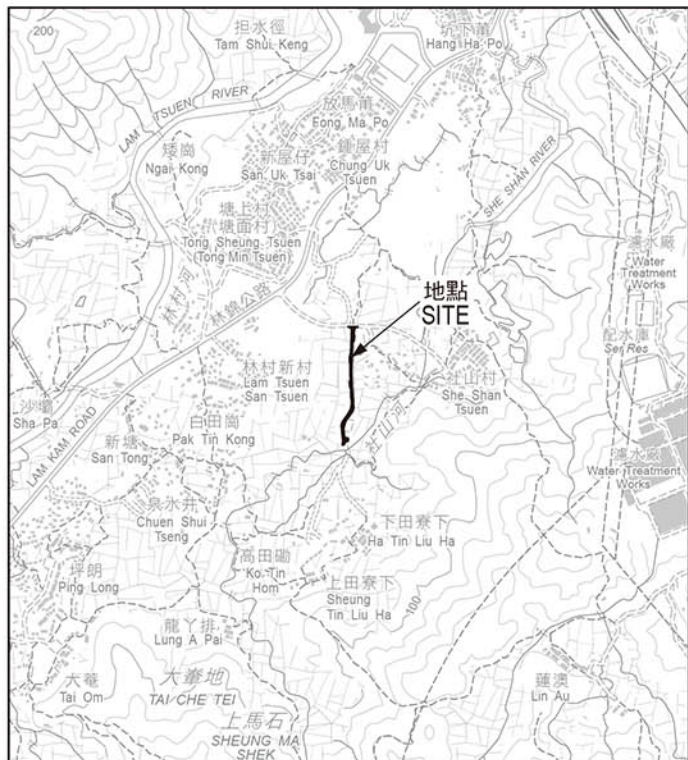 200
担水徑
Tam Shui Keng
坑下莆
Hang Ha Po
LAM TSUEN RIVER
放馬莆
Fong Ma Po
矮崗
Ngai Kong
新屋仔
San Uk Tsai
鍾屋村
Chung Uk
Tsuen
SHE SHAN RIVER
塘上村
(塘面村)
Tong Sheung Tsuen
(Tong Min Tsuen)
濾水廠
Water
Treatment
Works
林村河
林錦公路
地點
SITE
配水庫
Ser Res
林村新村
Lam Tsuen
San Tsuen
社山村
She Shan
Tsuen
社山河
沙壩
Sha Pa
LAM KAM ROAD
白田崗
Pak Tin Kong
新塘
San Tong
濾水廠
Water Treatment
Works
泉水井
Chuen Shui
Tseng
下田寮下
Ha Tin Liu Ha
坪朗
Ping Long
高田磡
Ko Tin
Hom
上田寮下
Sheung
Tin Liu Ha
100
龍丫排
Lung A Pai
大菴
Tai Om
大輋地
TAI CHE TEI
蓮澳
Lin Au
上馬石
SHEUNG MA
SHEK